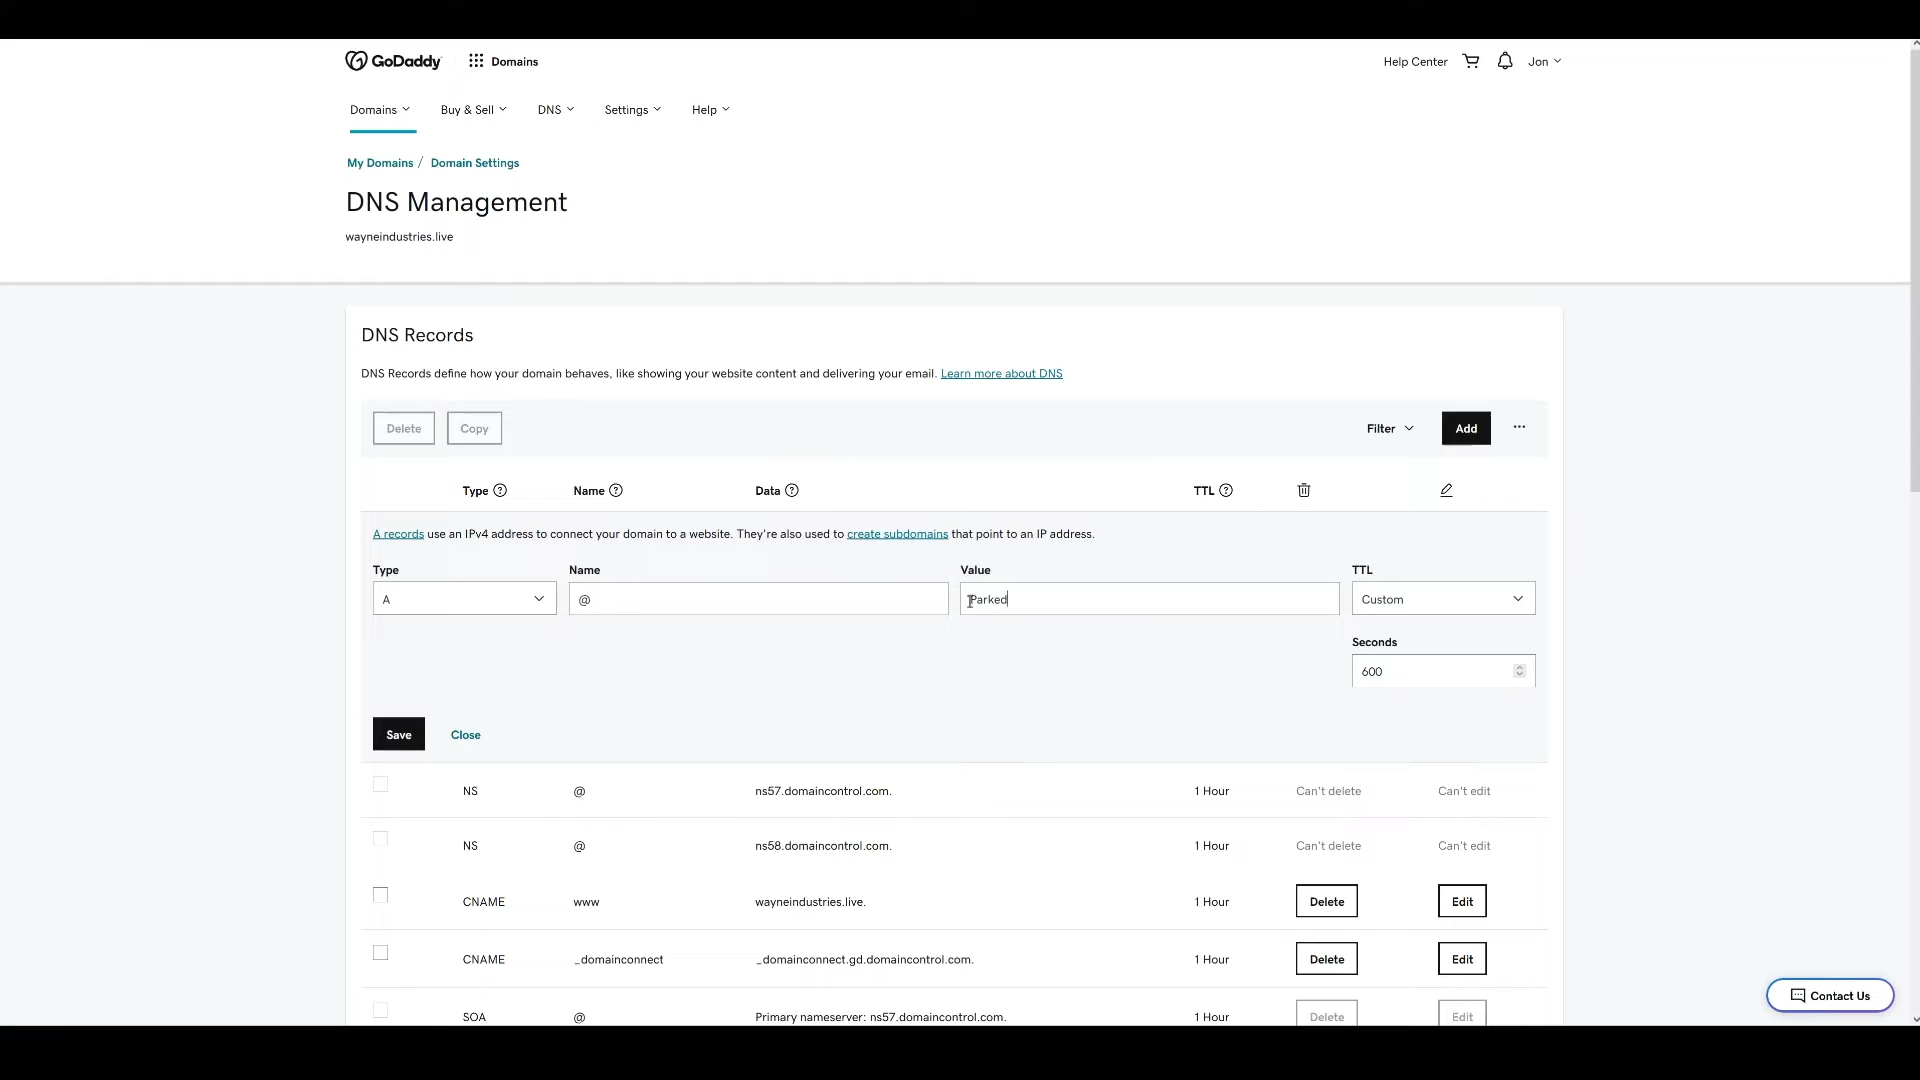 GoDaddy Domains Help Center Jon
Domains Buy & Sell DNS Settings Help
My Domains / Domain Settings
DNS Management
wayneindustries.live
DNS Records
DNS Records define how your domain behaves, like showing your website content and delivering your email. Learn more about DNS
Delete Copy Filter Add ...
Type ? Name ? Data ? TTL ?
A records use an IPv4 address to connect your domain to a website. They're also used to create subdomains that point to an IP address.
Type Name Value TTL
A @ Parked Custom
Seconds
600
Save Close
NS @ ns57.domaincontrol.com. 1 Hour Can't delete Can't edit
NS @ ns58.domaincontrol.com. 1 Hour Can't delete Can't edit
CNAME www wayneindustries.live. 1 Hour Delete Edit
CNAME _domainconnect _domainconnect.gd.domaincontrol.com. 1 Hour Delete Edit
Contact Us
SOA @ Primary nameserver: ns57.domaincontrol.com. 1 Hour Delete Edit